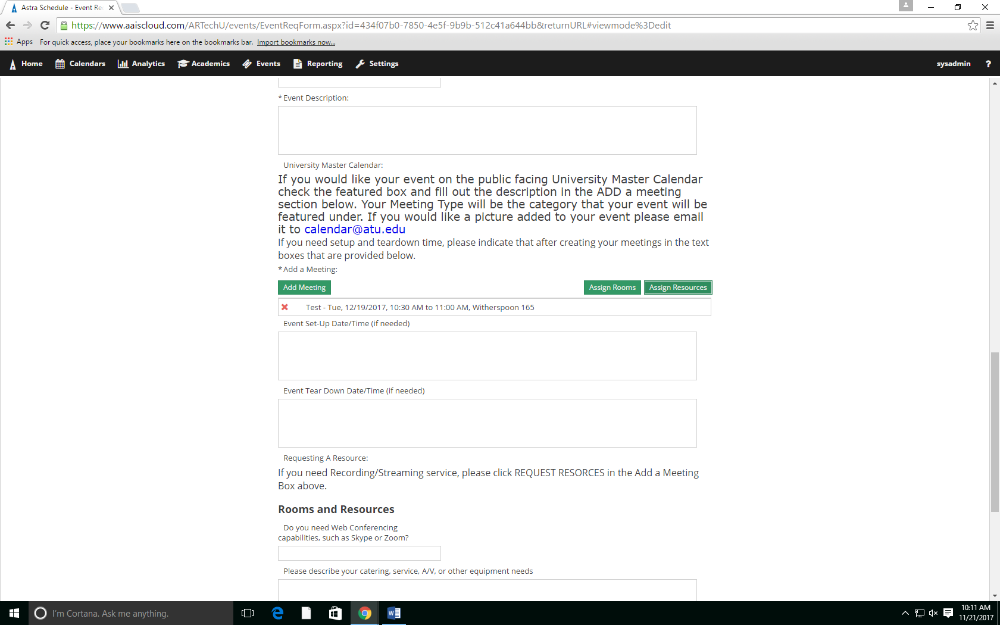 Astra Schedule - Event Re
https://www.aaiscloud.com/ARTechU/events/EventReqForm.aspx?id=434f07b0-7850-4e5f-9b9b-512c41a644bb&returnURL#viewmode%3Dedit
Apps For quick access, place your bookmarks here on the bookmarks bar. Import bookmarks now...
Home Calendars Analytics Academics Events Reporting Settings sysadmin ?
* Event Description:
University Master Calendar:
If you would like your event on the public facing University Master Calendar
check the featured box and fill out the description in the ADD a meeting
section below. Your Meeting Type will be the category that your event will be
featured under. If you would like a picture added to your event please email
it to calendar@atu.edu
If you need setup and teardown time, please indicate that after creating your meetings in the text
boxes that are provided below.
* Add a Meeting:
Add Meeting Assign Rooms Assign Resources
Test - Tue, 12/19/2017, 10:30 AM to 11:00 AM, Witherspoon 165
Event Set-Up Date/Time (if needed)
Event Tear Down Date/Time (if needed)
Requesting A Resource:
If you need Recording/Streaming service, please click REQUEST RESORCES in the Add a Meeting
Box above.
Rooms and Resources
Do you need Web Conferencing
capabilities, such as Skype or Zoom?
Please describe your catering, service, A/V, or other equipment needs
I'm Cortana. Ask me anything.
10:11 AM
11/21/2017